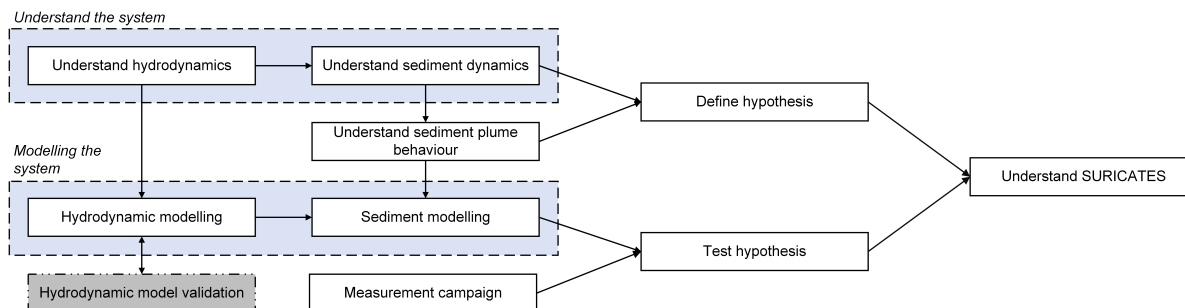 Understand the system
Understand hydrodynamics
Understand sediment dynamics
Define hypothesis
Understand sediment plume
behaviour
Modelling the
system
Understand SURICATES
Hydrodynamic modelling
Sediment modelling
Test hypothesis
Hydrodynamic model validation
Measurement campaign